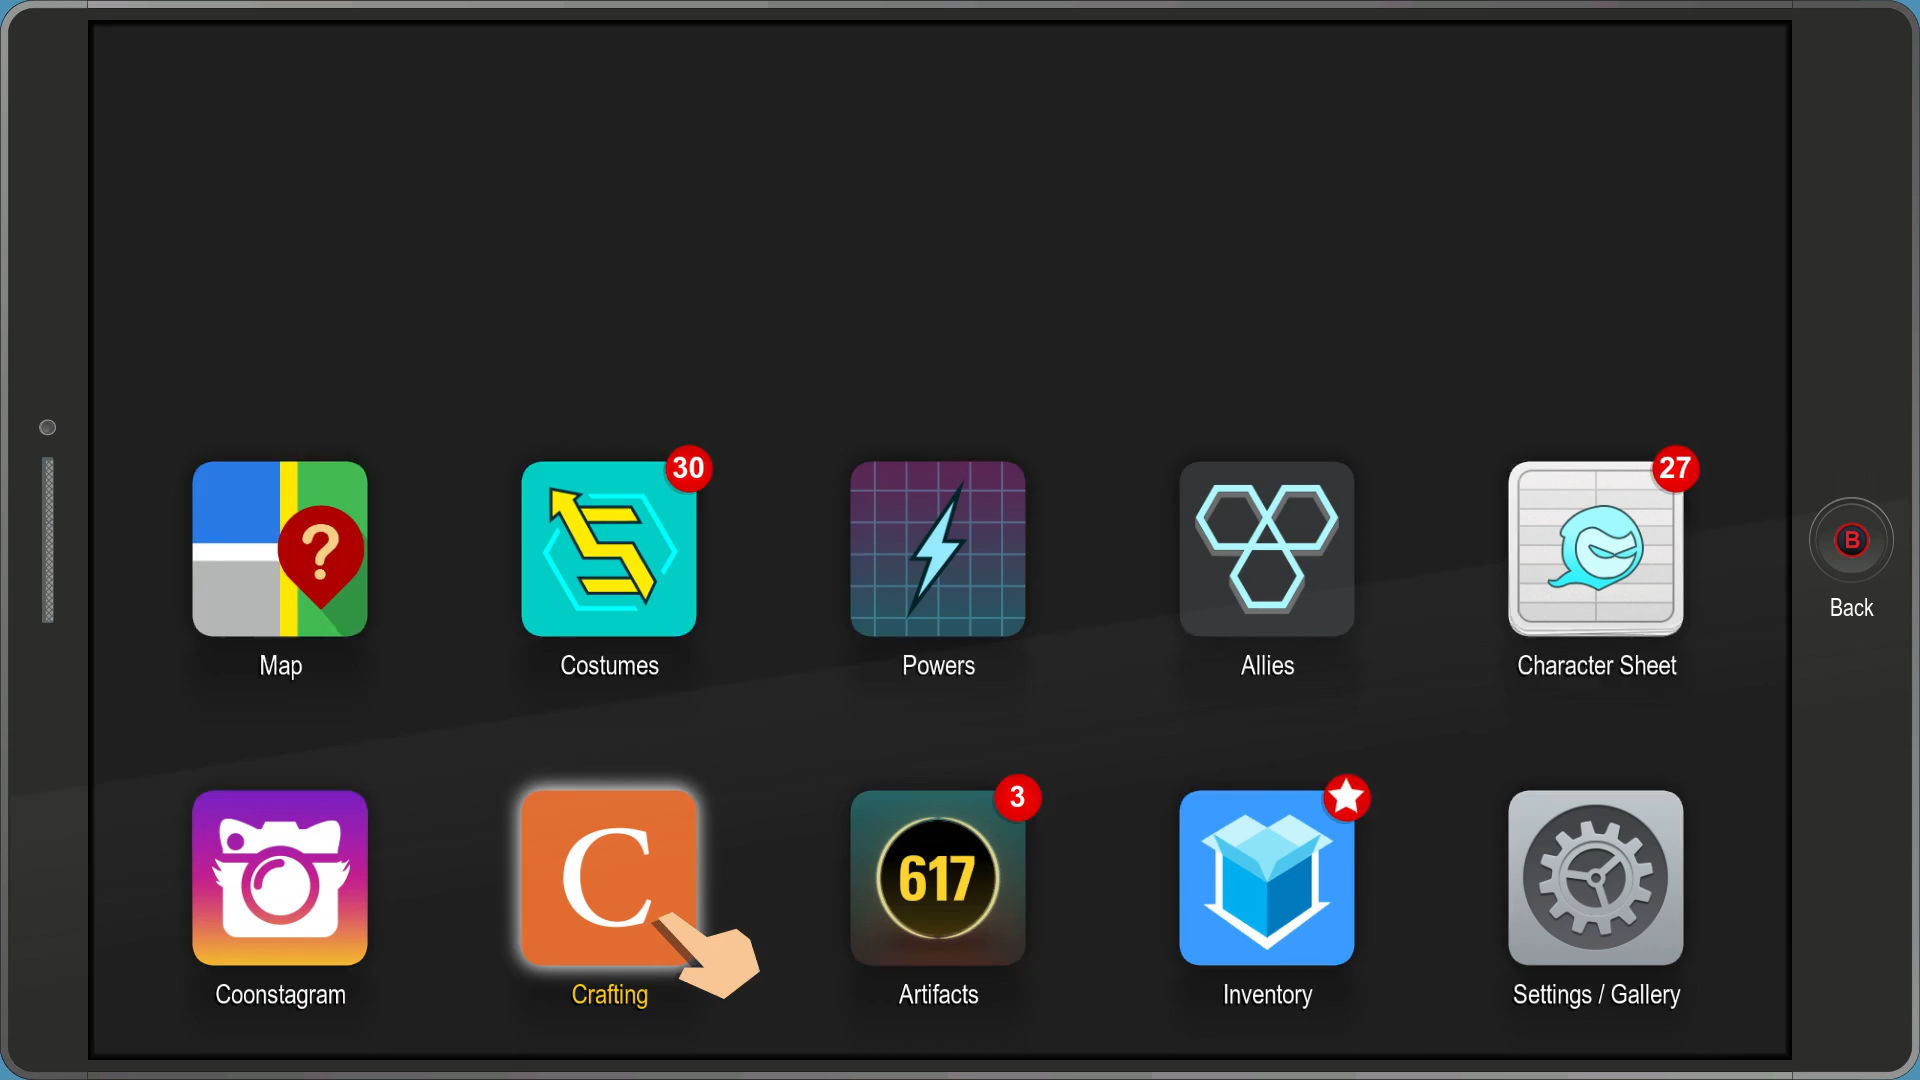 30
27
?
B
Back
Map
Costumes
Powers
Allies
Character Sheet
3
C
617
Coonstagram
Crafting
Artifacts
Inventory
Settings / Gallery